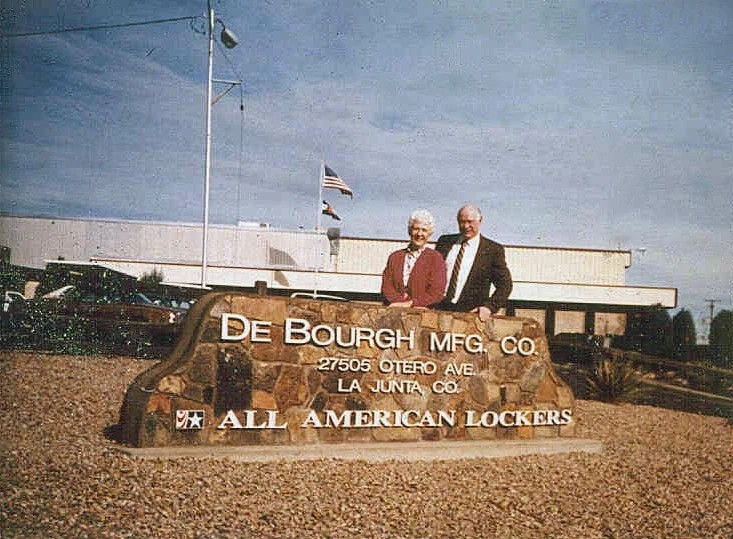 DE BOURGH MFG. CO.
27505 OTERO AVE.
LA JUNTA, CO.
ALL AMERICAN LOCKERS